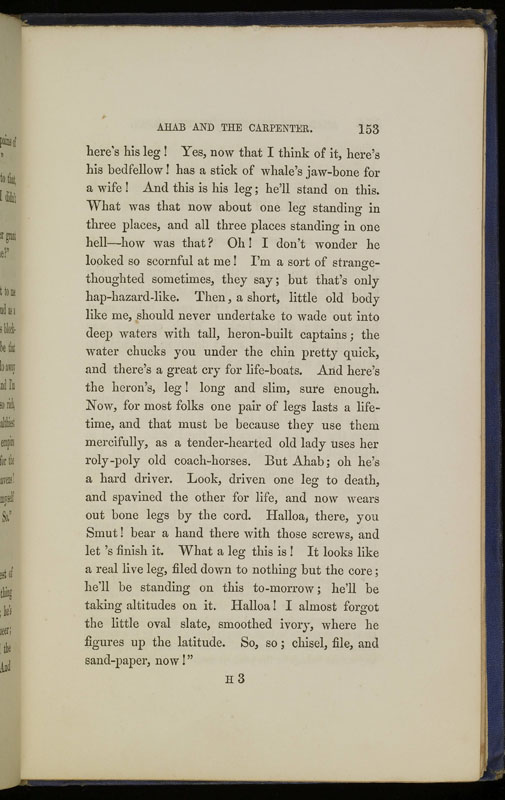 AHAB AND THE CARPENTER. 153
here's his leg! Yes, now that I think of it, here's
his bedfellow! has a stick of whale's jaw-bone for
a wife! And this is his leg; he'll stand on this.
What was that now about one leg standing in
three places, and all three places standing in one
hell—how was that? Oh! I don't wonder he
looked so scornful at me! I'm a sort of strange-
thoughted sometimes, they say; but that's only
hap-hazard-like. Then, a short, little old body
like me, should never undertake to wade out into
deep waters with tall, heron-built captains; the
water chucks you under the chin pretty quick,
and there's a great cry for life-boats. And here's
the heron's, leg! long and slim, sure enough.
Now, for most folks one pair of legs lasts a life-
time, and that must be because they use them
mercifully, as a tender-hearted old lady uses her
roly-poly old coach-horses. But Ahab; oh he's
a hard driver. Look, driven one leg to death,
and spavined the other for life, and now wears
out bone legs by the cord. Halloa, there, you
Smut! bear a hand there with those screws, and
let 's finish it. What a leg this is! It looks like
a real live leg, filed down to nothing but the core;
he'll be standing on this to-morrow; he'll be
taking altitudes on it. Halloa! I almost forgot
the little oval slate, smoothed ivory, where he
figures up the latitude. So, so; chisel, file, and
sand-paper, now!"
H 3